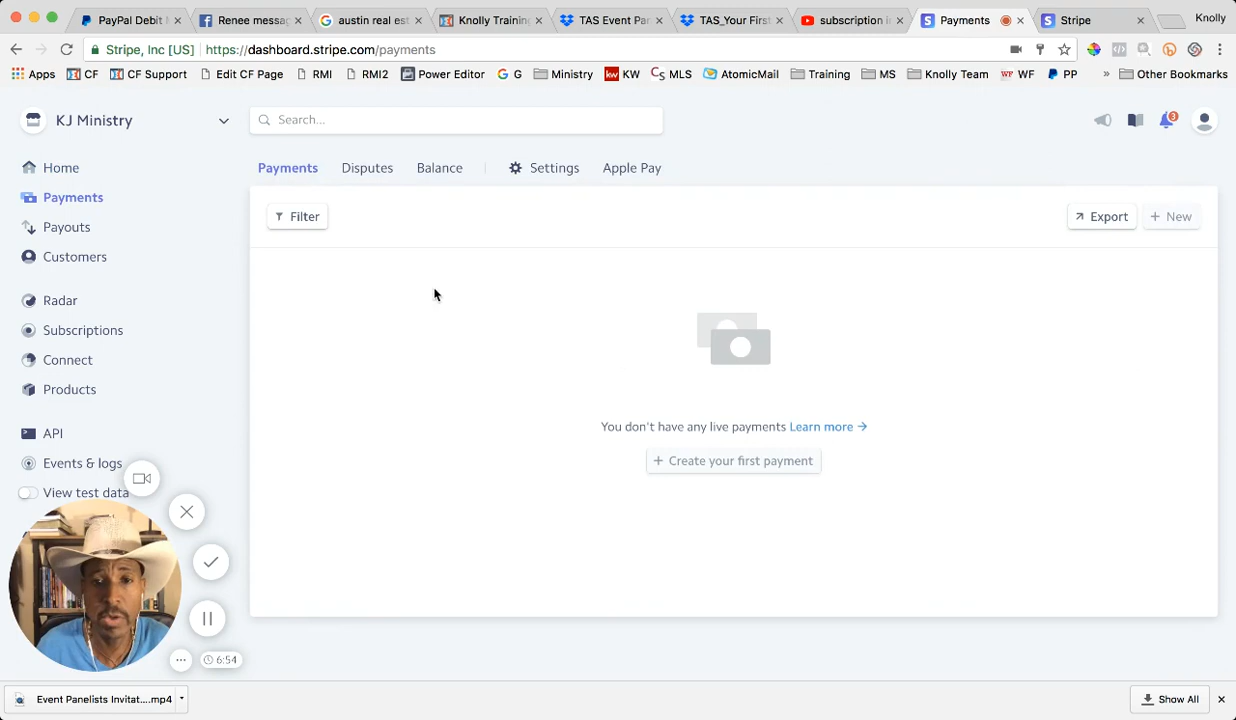 PayPal Debit M
Renee messag
austin real est
Knolly Training
TAS Event Par
TAS_Your First
subscription i
Payments
Stripe
Knolly
Stripe, Inc [US]
https://dashboard.stripe.com/payments
Apps
CF
CF Support
Edit CF Page
RMI
RMI2
Power Editor
G
Ministry
KW
MLS
AtomicMail
Training
MS
Knolly Team
WF
PP
»
Other Bookmarks
KJ Ministry
Search...
3
Home
Payments
Payouts
Customers
Radar
Subscriptions
Connect
Products
API
Events & logs
View test data
Payments
Disputes
Balance
Settings
Apple Pay
Filter
Export
+ New
You don't have any live payments Learn more →
+ Create your first payment
6:54
Event Panelists Invitat....mp4
Show All